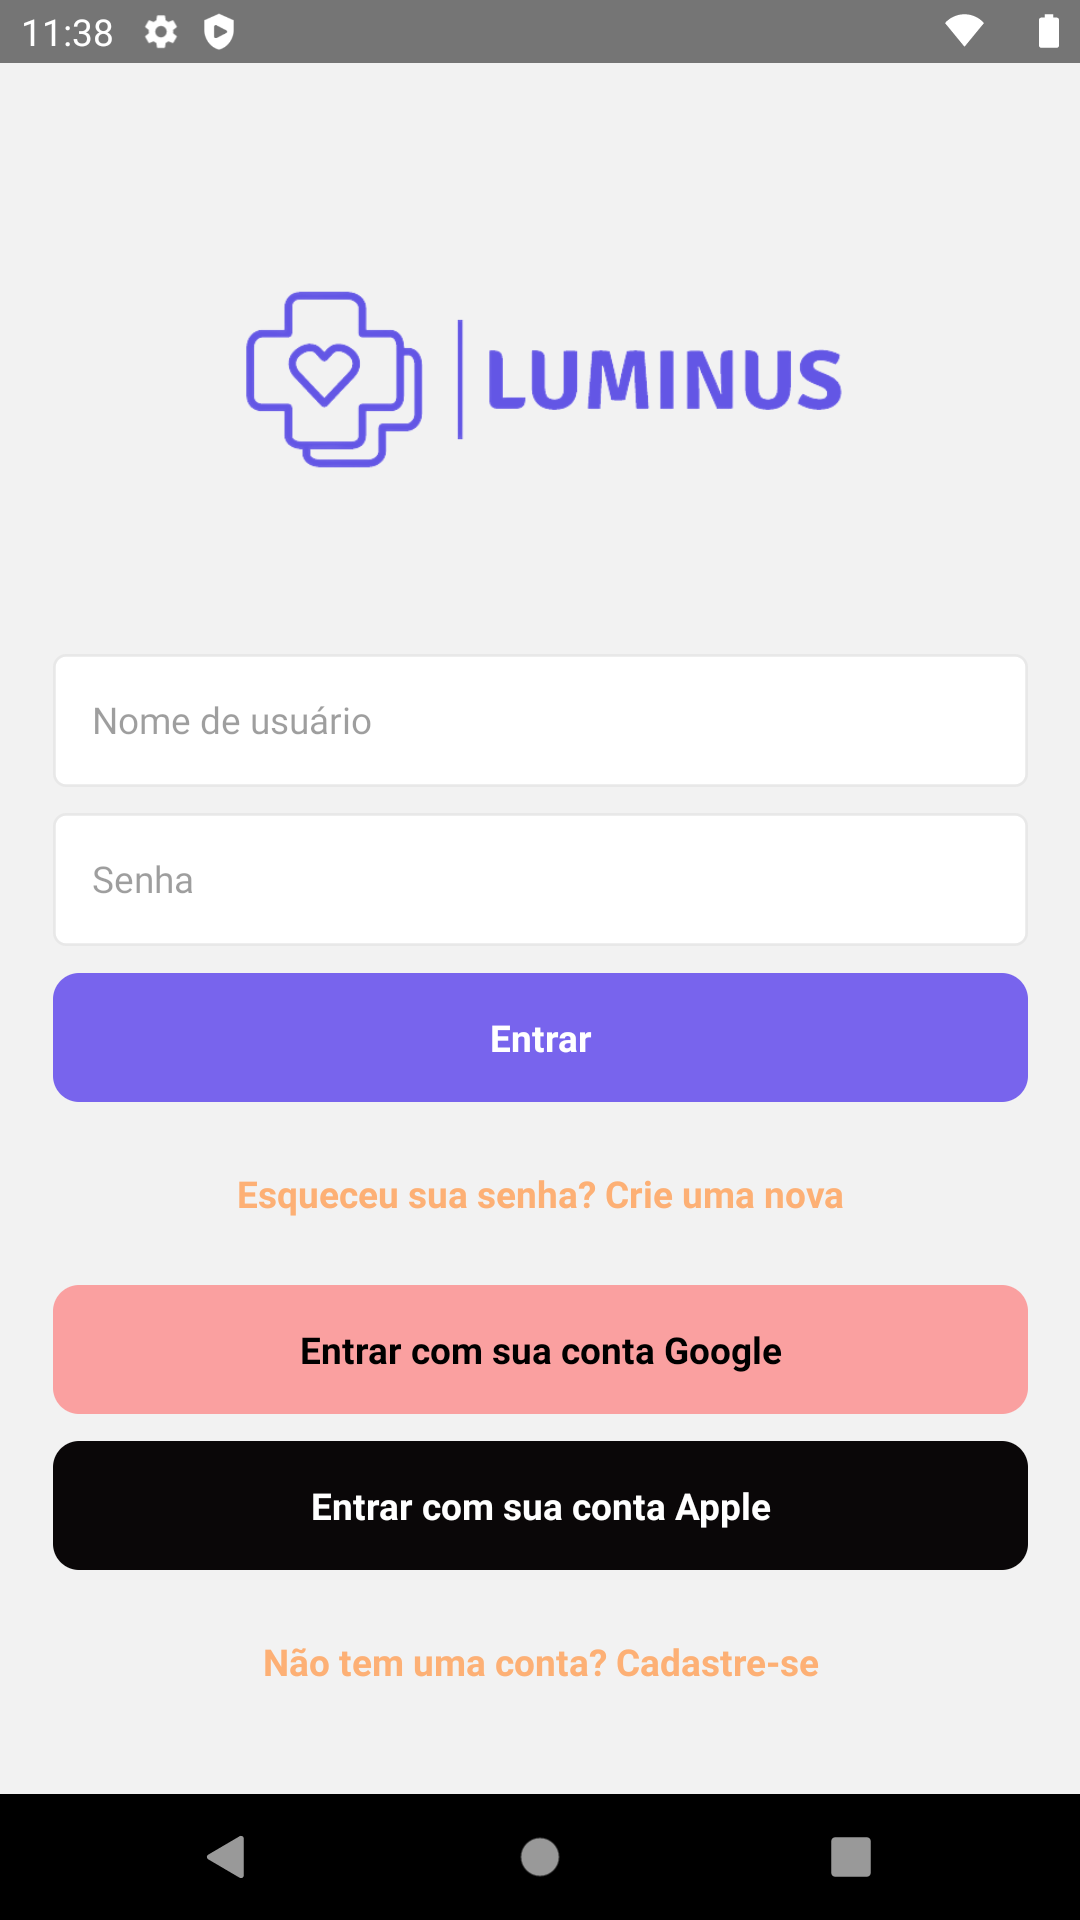 11:38
LUMINUS
Nome de usuário
Senha
Entrar
Esqueceu sua senha? Crie uma nova
Entrar com sua conta Google
Entrar com sua conta Apple
Não tem uma conta? Cadastre-se